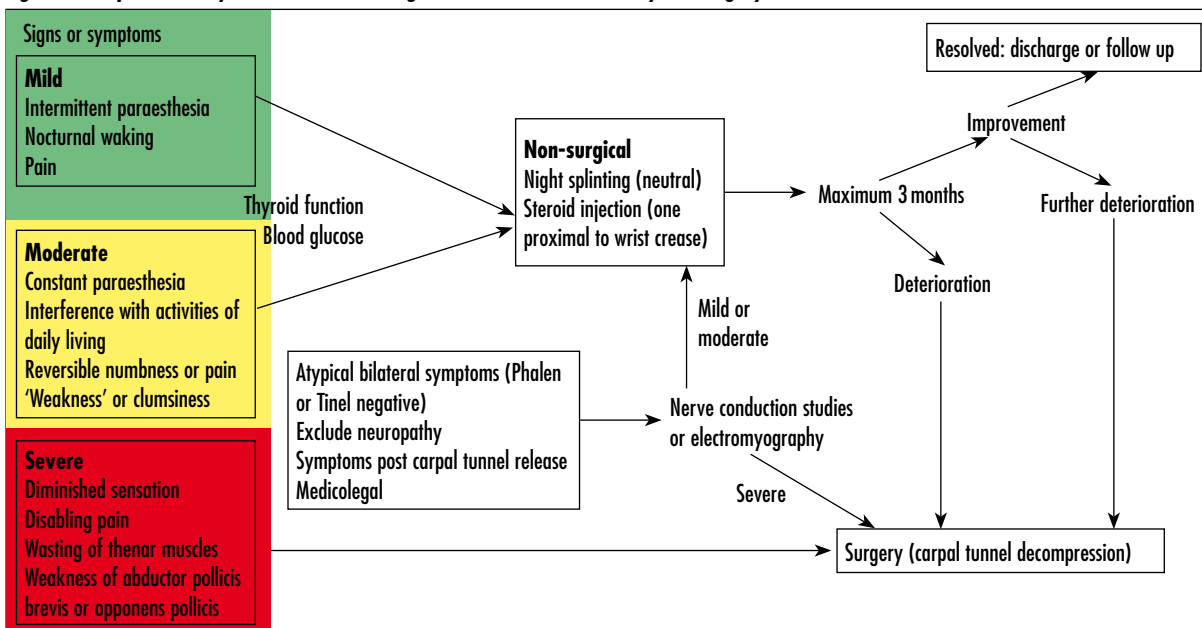 Signs or symptoms
Mild
Intermittent paraesthesia
Nocturnal waking
Pain
Thyroid function
Blood glucose
Moderate
Constant paraesthesia
Interference with activities of
daily living
Reversible numbness or pain
‘Weakness’ or clumsiness
Severe
Diminished sensation
Disabling pain
Wasting of thenar muscles
Weakness of abductor pollicis
brevis or opponens pollicis
Non-surgical
Night splinting (neutral)
Steroid injection (one
proximal to wrist crease)
Mild or
moderate
Atypical bilateral symptoms (Phalen
or Tinel negative)
Exclude neuropathy
Symptoms post carpal tunnel release
Medicolegal
Nerve conduction studies
or electromyography
Severe
Maximum 3 months
Improvement
Resolved: discharge or follow up
Further deterioration
Deterioration
Surgery (carpal tunnel decompression)